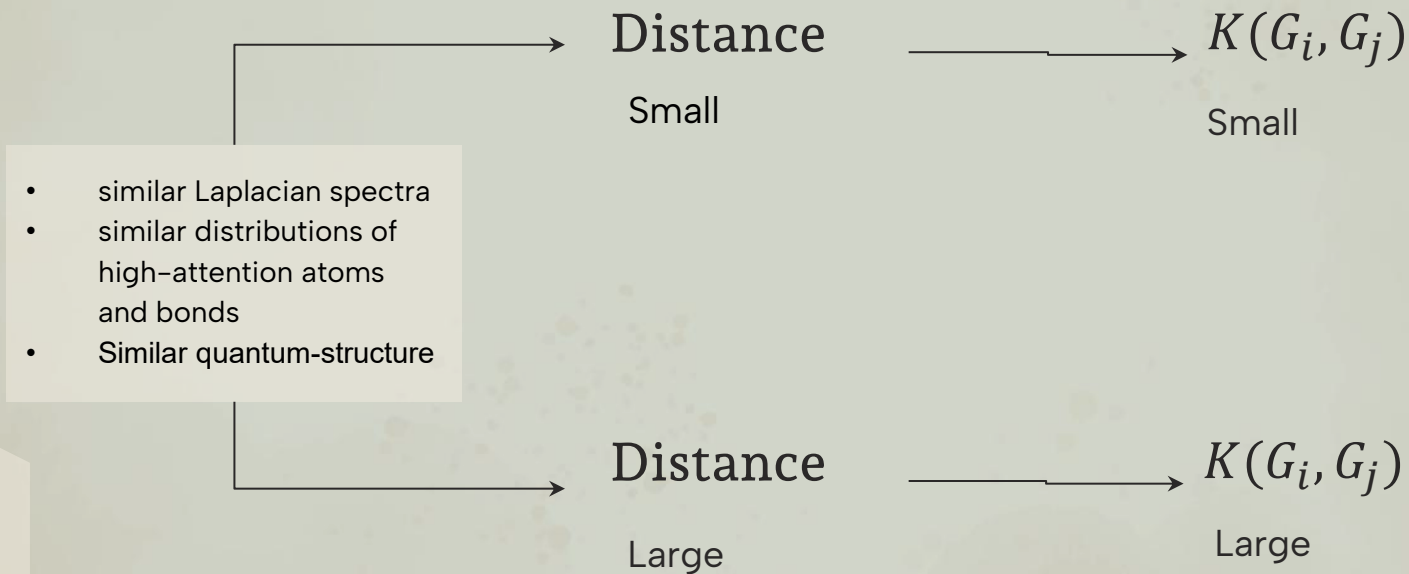 Distance
K(G_i, G_j)
Small
Small
• similar Laplacian spectra
• similar distributions of
high-attention atoms
and bonds
• Similar quantum-structure
Distance
K(G_i, G_j)
Large
Large